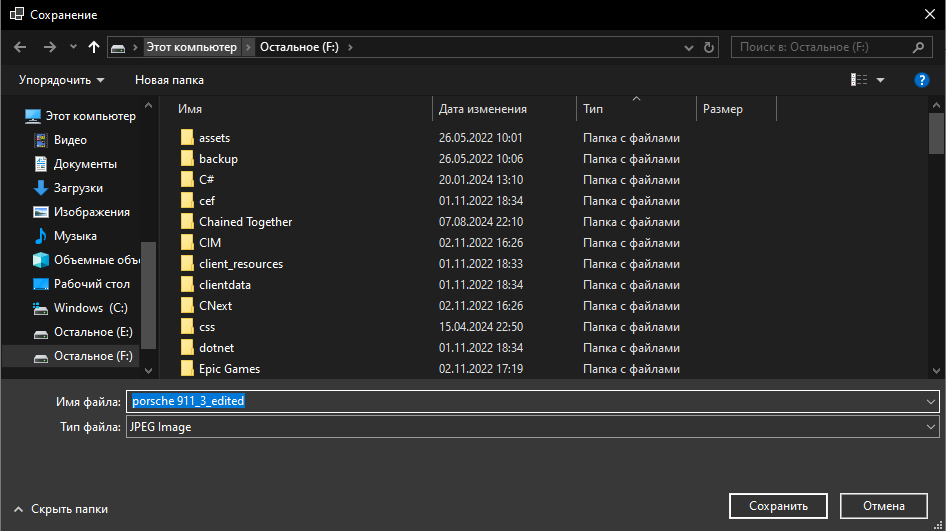 Сохранение
Этот компьютер
Остальное (F:)
Поиск в: Остальное (F:)
Упорядочить
Новая папка
?
Имя
Дата изменения
Тип
Размер
Этот компьютер
Видео
Документы
Загрузки
Изображения
Музыка
Объемные объ
Рабочий стол
Windows (C:)
Остальное (E:)
Остальное (F:)
assets 26.05.2022 10:01 Папка с файлами
backup 26.05.2022 10:06 Папка с файлами
C# 20.01.2024 13:10 Папка с файлами
cef 01.11.2022 18:34 Папка с файлами
Chained Together 07.08.2024 22:10 Папка с файлами
CIM 02.11.2022 16:26 Папка с файлами
client_resources 01.11.2022 18:33 Папка с файлами
clientdata 01.11.2022 18:34 Папка с файлами
CNext 02.11.2022 16:26 Папка с файлами
css 15.04.2024 22:50 Папка с файлами
dotnet 01.11.2022 18:34 Папка с файлами
Epic Games 02.11.2022 17:19 Папка с файлами
Имя файла: porsche 911_3_edited
Тип файла: JPEG Image
Скрыть папки
Сохранить
Отмена